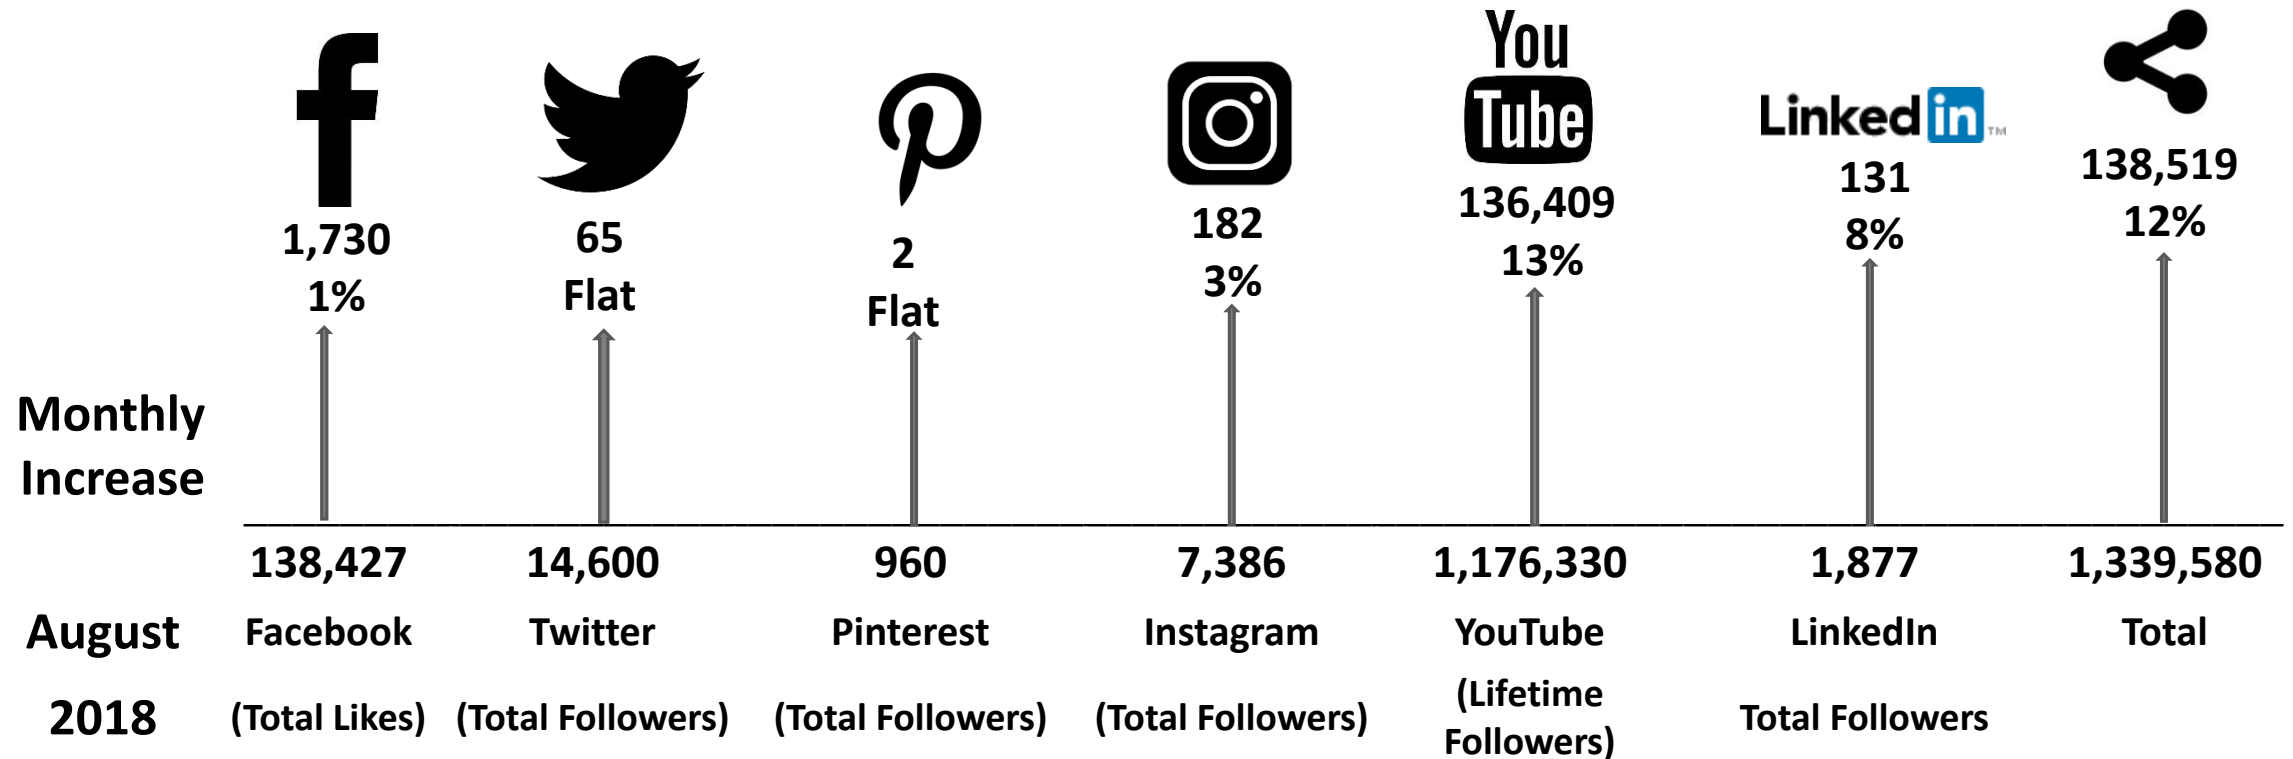 You
Tube
Linked in ™
1,730
1%
65
Flat
2
Flat
182
3%
136,409
13%
131
8%
138,519
12%
Monthly
Increase
138,427
14,600
960
7,386
1,176,330
1,877
1,339,580
August
2018
Facebook
(Total Likes)
Twitter
(Total Followers)
Pinterest
(Total Followers)
Instagram
(Total Followers)
YouTube
(Lifetime
Followers)
LinkedIn
Total Followers
Total